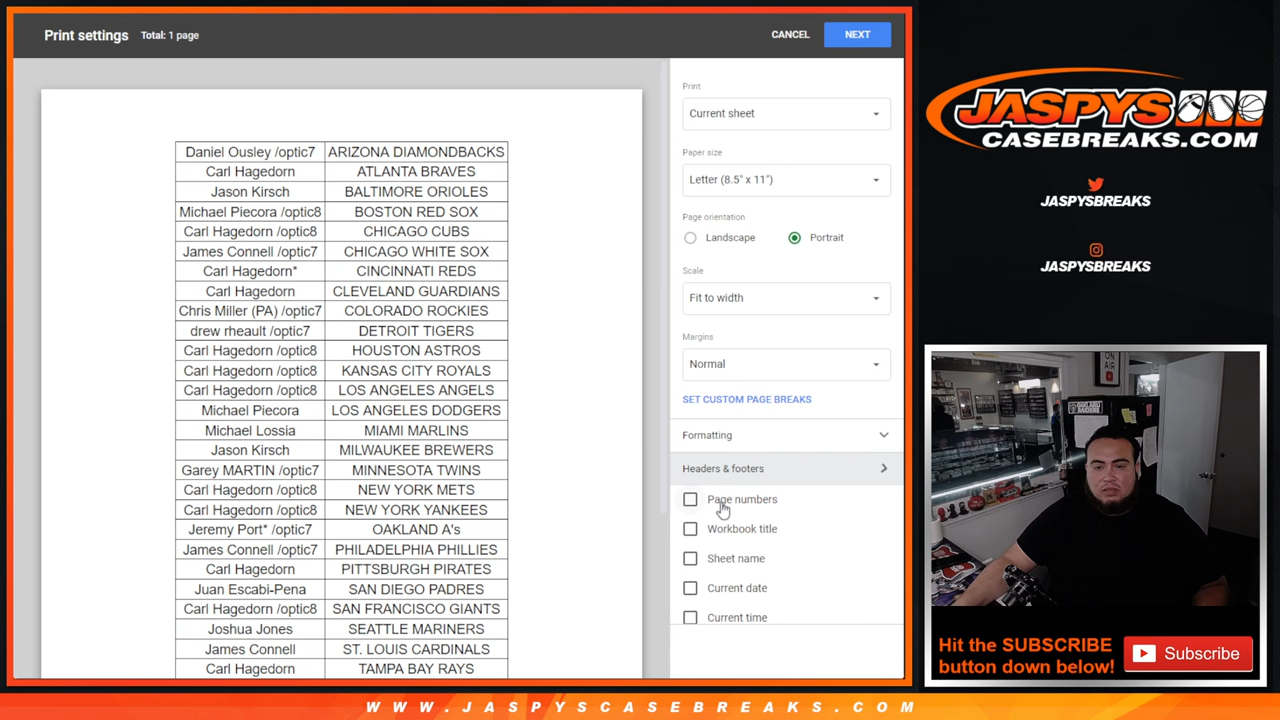 Print settings Total: 1 page CANCEL NEXT
Daniel Ousley /optic7 ARIZONA DIAMONDBACKS
Carl Hagedorn ATLANTA BRAVES
Jason Kirsch BALTIMORE ORIOLES
Michael Piecora /optic8 BOSTON RED SOX
Carl Hagedorn /optic8 CHICAGO CUBS
James Connell /optic7 CHICAGO WHITE SOX
Carl Hagedorn* CINCINNATI REDS
Carl Hagedorn CLEVELAND GUARDIANS
Chris Miller (PA) /optic7 COLORADO ROCKIES
drew rheault /optic7 DETROIT TIGERS
Carl Hagedorn /optic8 HOUSTON ASTROS
Carl Hagedorn /optic8 KANSAS CITY ROYALS
Carl Hagedorn /optic8 LOS ANGELES ANGELS
Michael Piecora LOS ANGELES DODGERS
Michael Lossia MIAMI MARLINS
Jason Kirsch MILWAUKEE BREWERS
Garey MARTIN /optic7 MINNESOTA TWINS
Carl Hagedorn /optic8 NEW YORK METS
Carl Hagedorn /optic8 NEW YORK YANKEES
Jeremy Port* /optic7 OAKLAND A's
James Connell /optic7 PHILADELPHIA PHILLIES
Carl Hagedorn PITTSBURGH PIRATES
Juan Escabi-Pena SAN DIEGO PADRES
Carl Hagedorn /optic8 SAN FRANCISCO GIANTS
Joshua Jones SEATTLE MARINERS
James Connell ST. LOUIS CARDINALS
Carl Hagedorn TAMPA BAY RAYS
Print
Current sheet
Paper size
Letter (8.5" x 11")
Page orientation
Landscape Portrait
Scale
Fit to width
Margins
Normal
SET CUSTOM PAGE BREAKS
Formatting
Headers & footers
Page numbers
Workbook title
Sheet name
Current date
Current time
JASPYS
CASEBREAKS.COM
JASPYSBREAKS
JASPYSBREAKS
ON
AIR
Hit the SUBSCRIBE
button down below!
Subscribe
WWW.JASPYSCASEBREAKS.COM